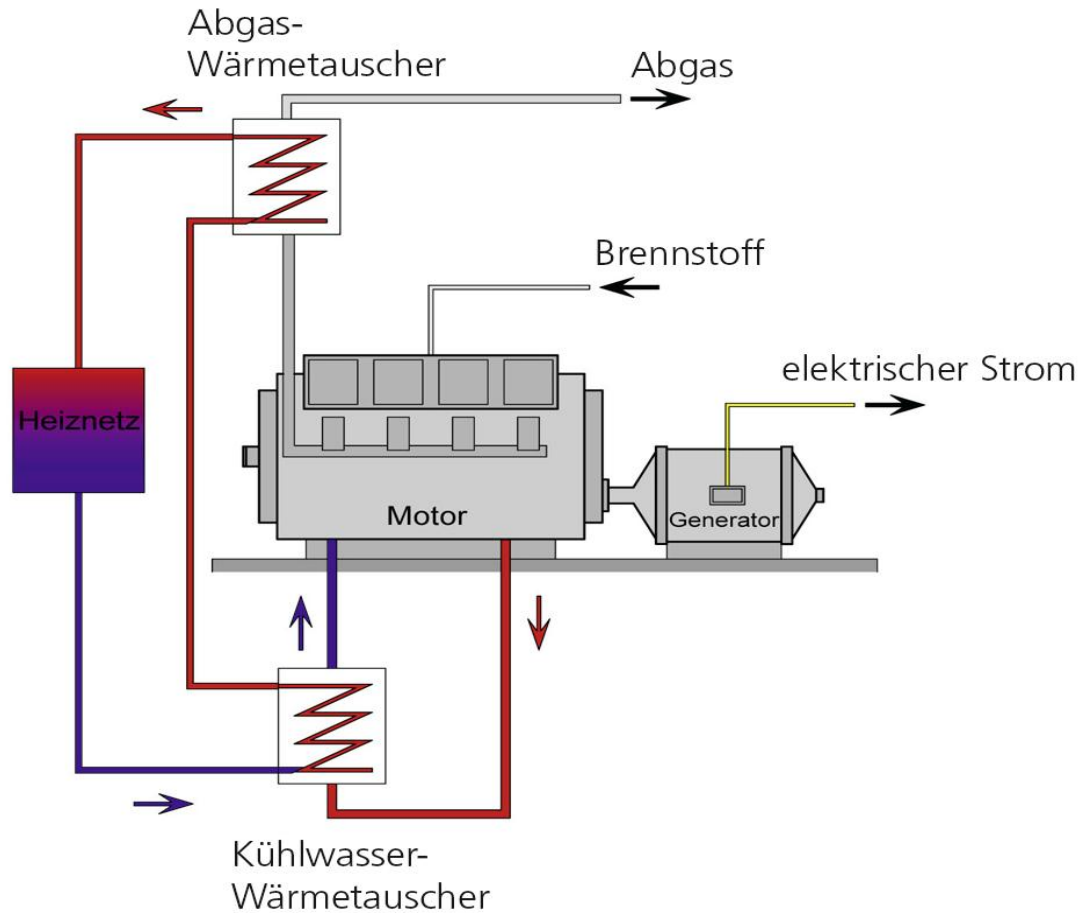 Abgas-
Wärmetauscher
Abgas
Brennstoff
elektrischer Strom
Heiznetz
Motor
Generator
Kühlwasser-
Wärmetauscher